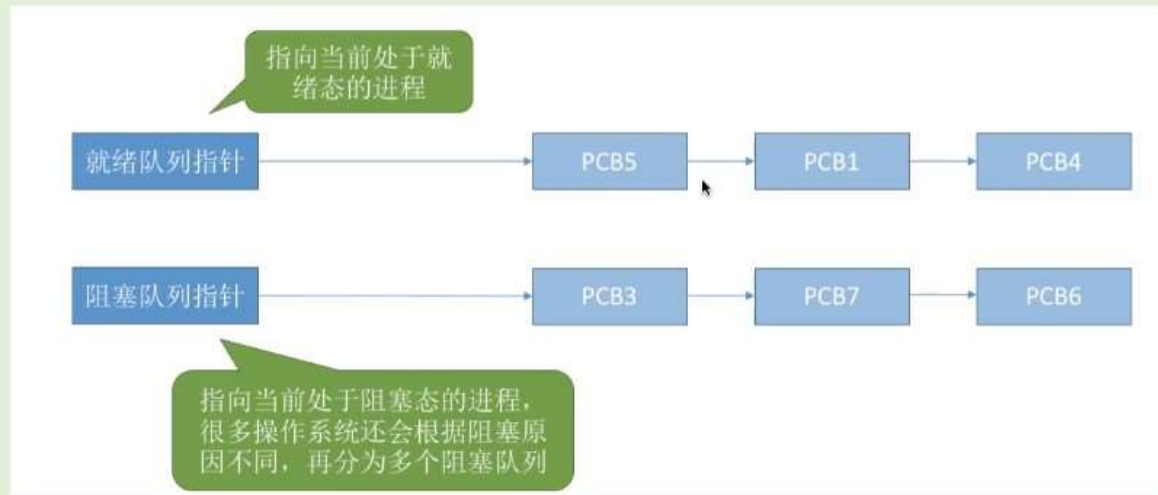 指向当前处于就
绪态的进程
就绪队列指针
PCB5
PCB1
PCB4
阻塞队列指针
PCB3
PCB7
PCB6
指向当前处于阻塞态的进程，
很多操作系统还会根据阻塞原
因不同，再分为多个阻塞队列